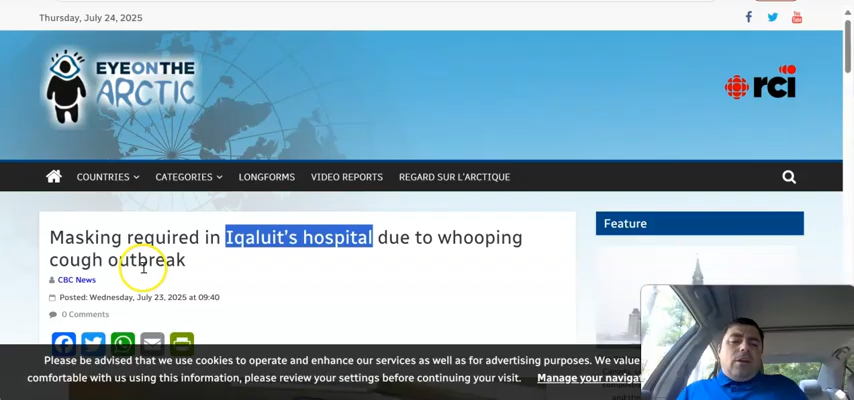 Thursday, July 24, 2025
EYE ON THE
ARCTIC
rci
COUNTRIES
CATEGORIES
LONGFORMS
VIDEO REPORTS
REGARD SUR L'ARCTIQUE
Masking required in Iqaluit's hospital due to whooping
cough outbreak
CBC News
Posted: Wednesday, July 23, 2025 at 09:40
0 Comments
Feature
Please be advised that we use cookies to operate and enhance our services as well as for advertising purposes. We value
comfortable with us using this information, please review your settings before continuing your visit. Manage your navigat